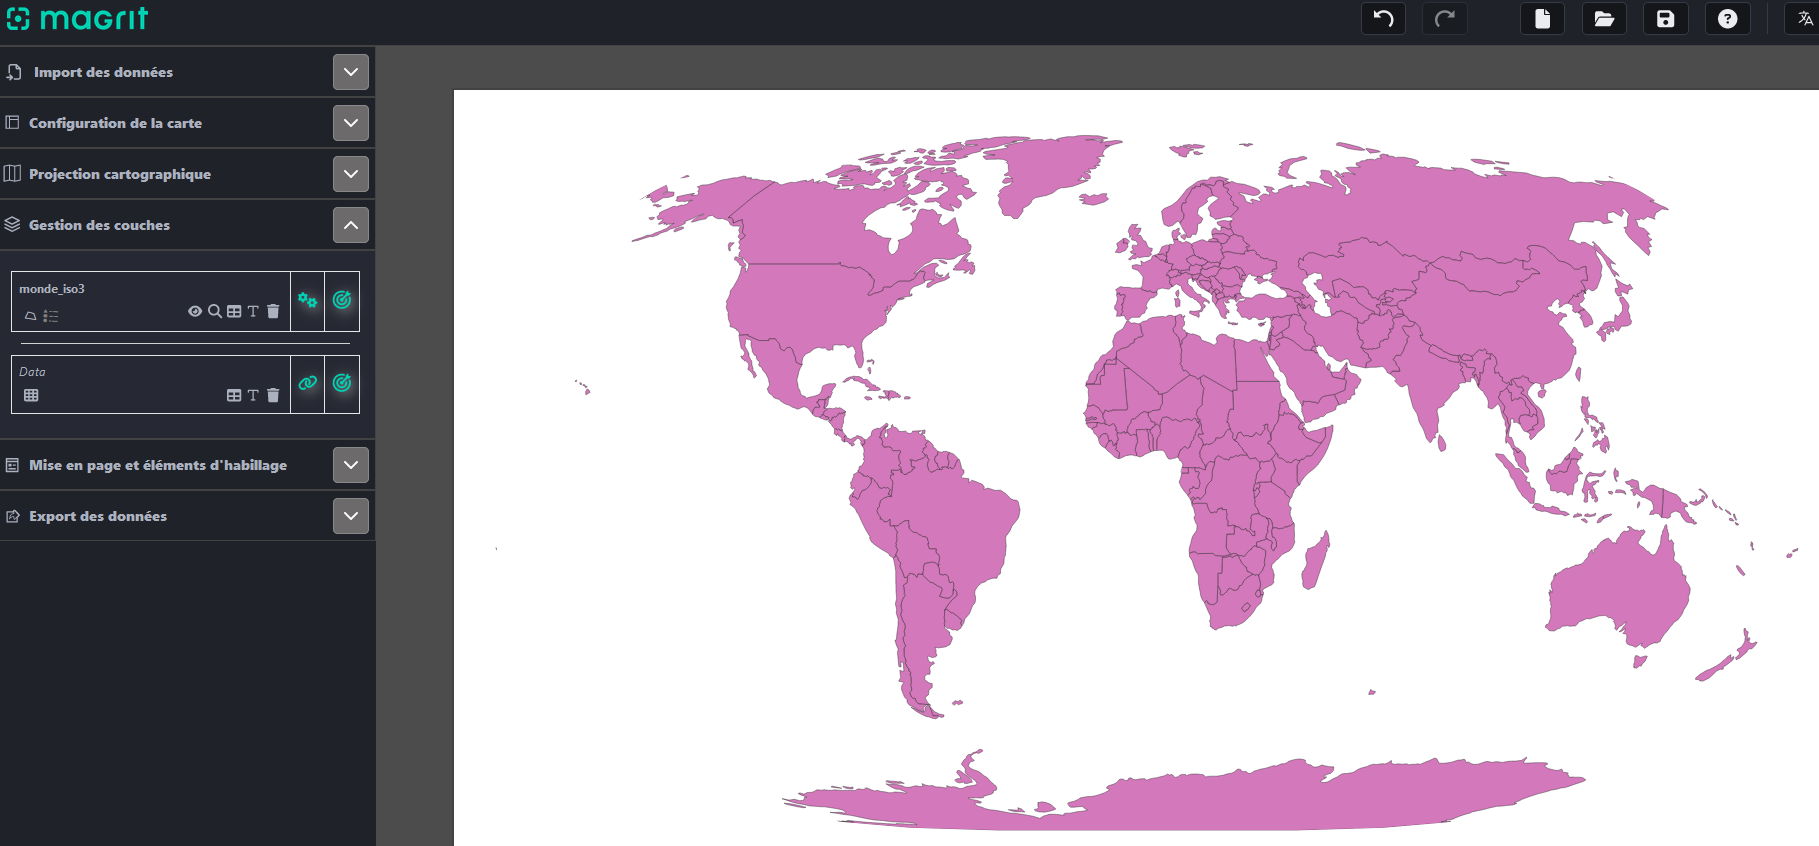 magrit
Import des données
Configuration de la carte
Projection cartographique
Gestion des couches
monde_iso3
Data
Mise en page et éléments d'habillage
Export des données